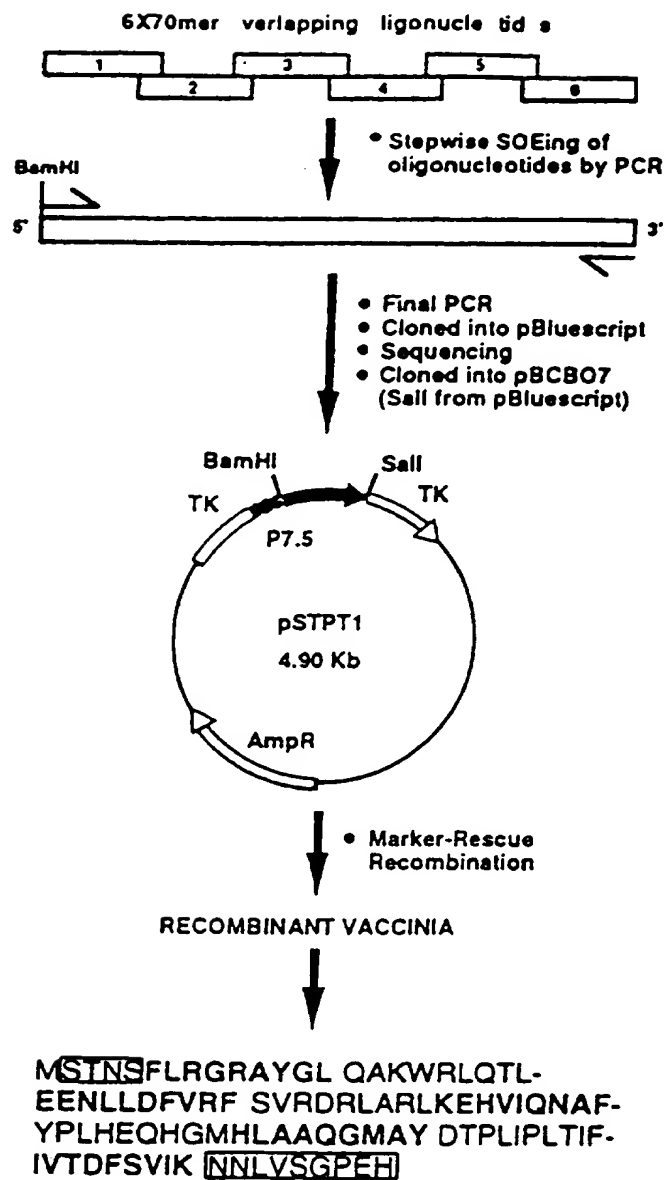 6X70mer verlapping ligonucle tid s
1 2 3 4 5 6
• Stepwise SOEing of
oligonucleotides by PCR
BamHI
5' 3'
• Final PCR
• Cloned into pBluescript
• Sequencing
• Cloned into pBCB07
(SalI from pBluescript)
BamHI SalI
TK TK
P7.5
pSTPT1
4.90 Kb
AmpR
• Marker-Rescue
Recombination
RECOMBINANT VACCINIA
MSTNSFLRGRAYGL QAKWRLQTL-
EENLLDFVRF SVRDRLARLKEHVIQNAF-
YPLHEQHGMHLAAQGMAY DTPLIPLTIF-
IVTDFSVIK NNLVSGPEH